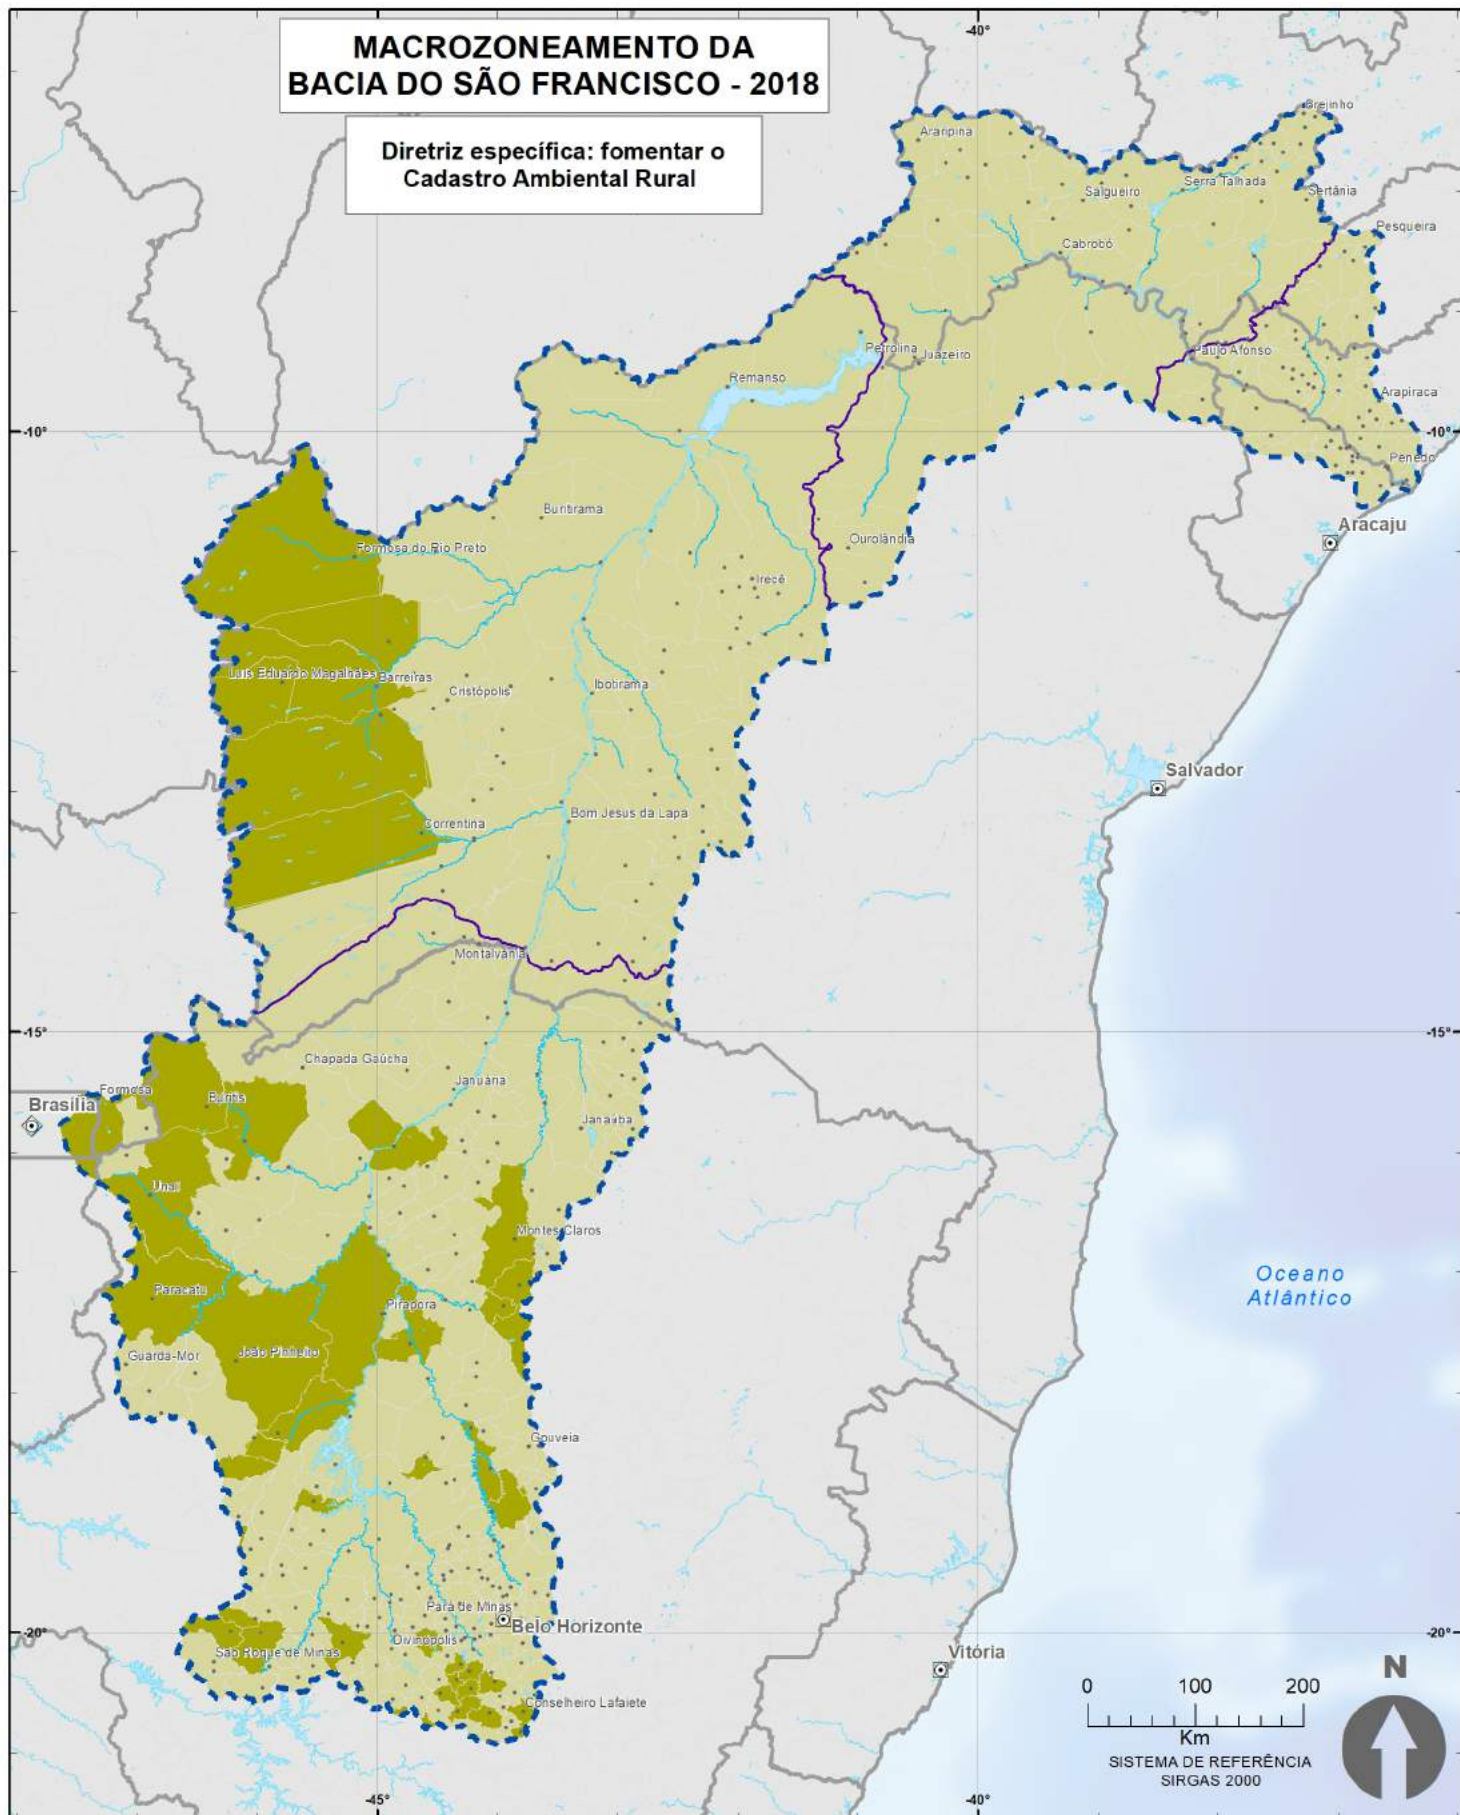 MACROZONEAMENTO DA
BACIA DO SÃO FRANCISCO - 2018
Diretriz específica: fomentar o
Cadastro Ambiental Rural
-40°
Brejinho
Araripina
Salgueiro
Serra Talhada
Sertânia
Pesqueira
Cabrobó
Petrolina
Juazeiro
Paulo Afonso
Remanso
Arapiraca
-10°
-10°
Penedo
Aracaju
Buritirama
Formosa do Rio Preto
Ourolândia
Irecê
Luís Eduardo Magalhães
Barreiras
Cristópolis
Ibotirama
Salvador
Bom Jesus da Lapa
Correntina
Montalvânia
-15°
-15°
Chapada Gaúcha
Januária
Formosa
Buritis
Brasília
Janaúba
Unaí
Montes Claros
Paracatu
Pirapora
Oceano
Atlântico
Guarda-Mor
João Pinheiro
Gouveia
Pará de Minas
Belo Horizonte
Divinópolis
São Roque de Minas
-20°
-20°
Vitória
Conselheiro Lafaiete
N
0 100 200
Km
SISTEMA DE REFERÊNCIA
SIRGAS 2000
-45°
-40°